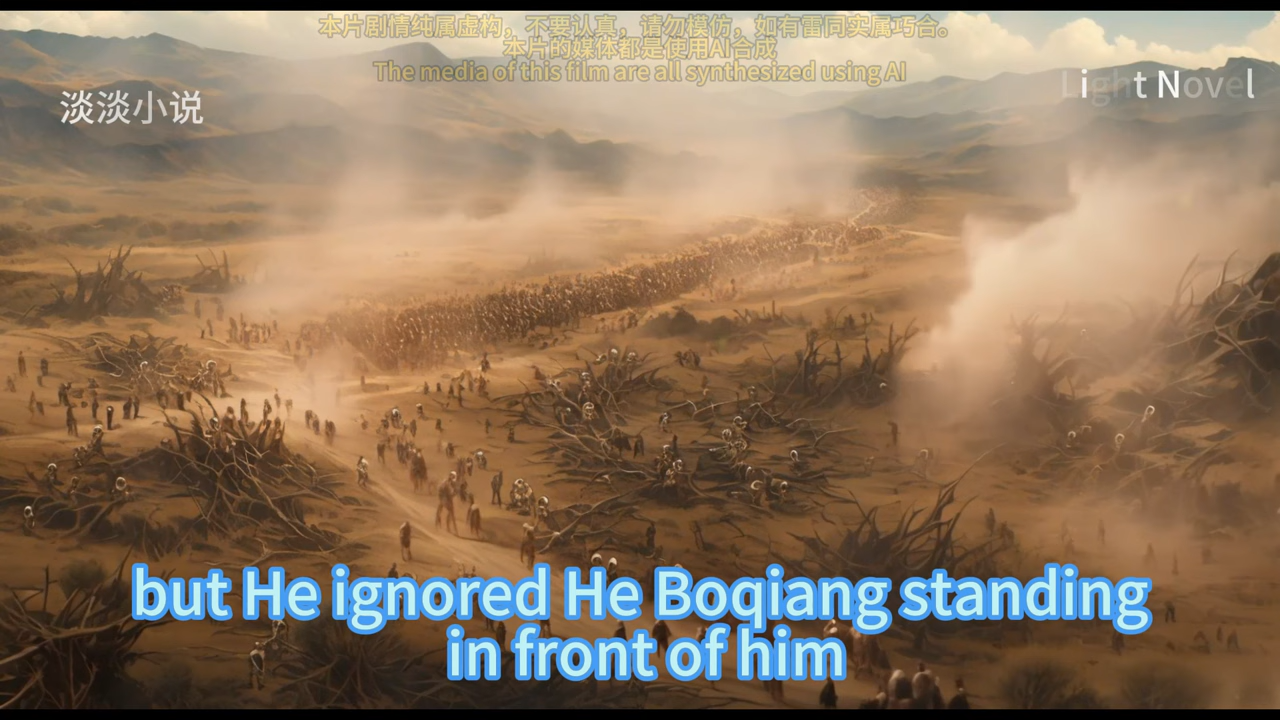 本片剧情纯属虚构，不要认真，请勿模仿，如有雷同实属巧合。
本片的媒体都是使用AI合成
The media of this film are all synthesized using AI
淡淡小说
Light Novel
but He ignored He Boqiang standing
in front of him